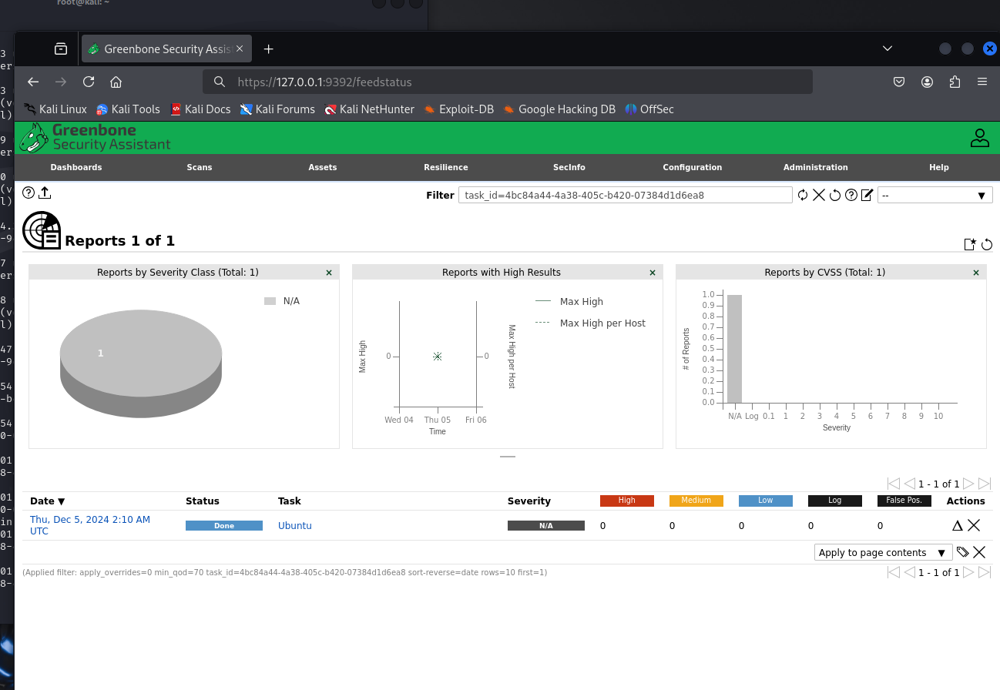 root@kali: ~
Greenbone Security Assis
https://127.0.0.1:9392/feedstatus
Kali Linux Kali Tools Kali Docs Kali Forums Kali NetHunter Exploit-DB Google Hacking DB OffSec
Greenbone
Security Assistant
Dashboards Scans Assets Resilience SecInfo Configuration Administration Help
Filter task_id=4bc84a44-4a38-405c-b420-07384d1d6ea8 --
Reports 1 of 1
Reports by Severity Class (Total: 1)
N/A
1
Reports with High Results
Max High
Max High per Host
Max High
0
0
Max High per Host
Wed 04 Thu 05 Fri 06
Time
Reports by CVSS (Total: 1)
# of Reports
1.0
0.9
0.8
0.7
0.6
0.5
0.4
0.3
0.2
0.1
0.0
N/A Log 0.1 1 2 3 4 5 6 7 8 9 10
Severity
1 - 1 of 1
Date ▼ Status Task Severity High Medium Low Log False Pos. Actions
Thu, Dec 5, 2024 2:10 AM Done Ubuntu N/A 0 0 0 0 0
UTC
Apply to page contents ▼
(Applied filter: apply_overrides=0 min_qod=70 task_id=4bc84a44-4a38-405c-b420-07384d1d6ea8 sort-reverse=date rows=10 first=1)
1 - 1 of 1